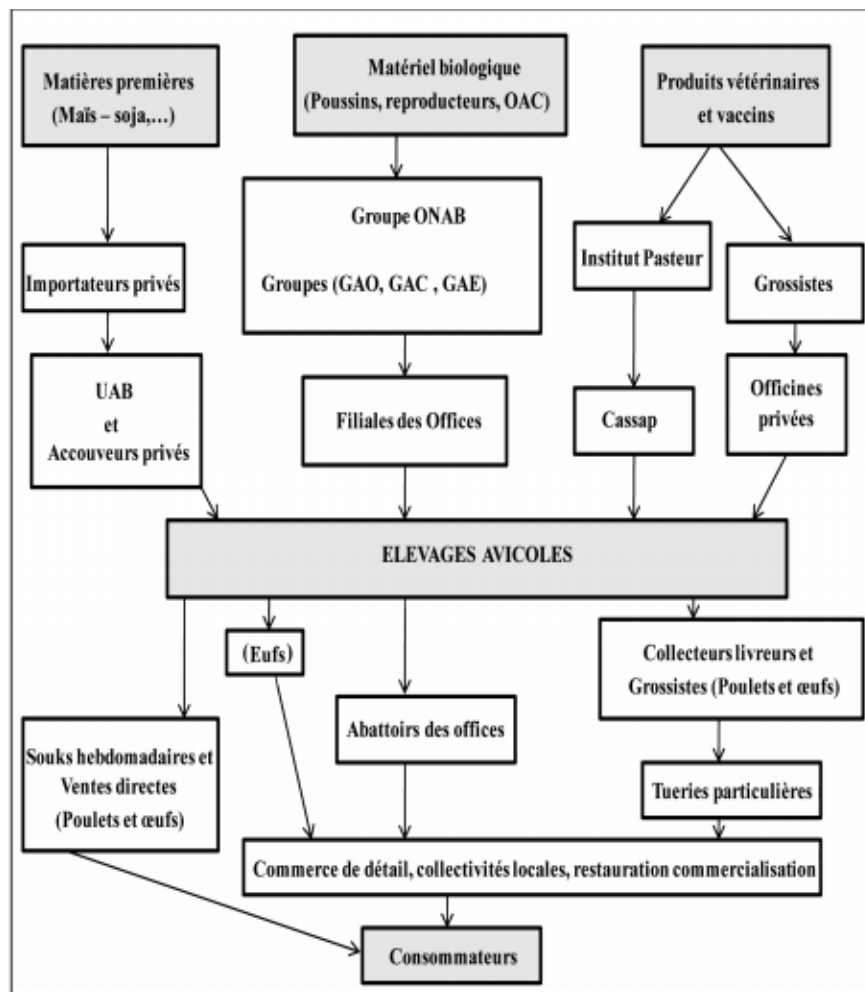 Matières premières
(Maïs – soja,…)
Matériel biologique
(Poussins, reproducteurs, OAC)
Produits vétérinaires
et vaccins
Groupe ONAB
Groupes (GAO, GAC , GAE)
Importateurs privés
Institut Pasteur
Grossistes
UAB
et
Accouveurs privés
Filiales des Offices
Cassap
Officines
privées
ELEVAGES AVICOLES
(Eufs)
Collecteurs livreurs et
Grossistes (Poulets et œufs)
Souks hebdomadaires et
Ventes directes
(Poulets et œufs)
Abattoirs des offices
Tueries particulières
Commerce de détail, collectivités locales, restauration commercialisation
Consommateurs